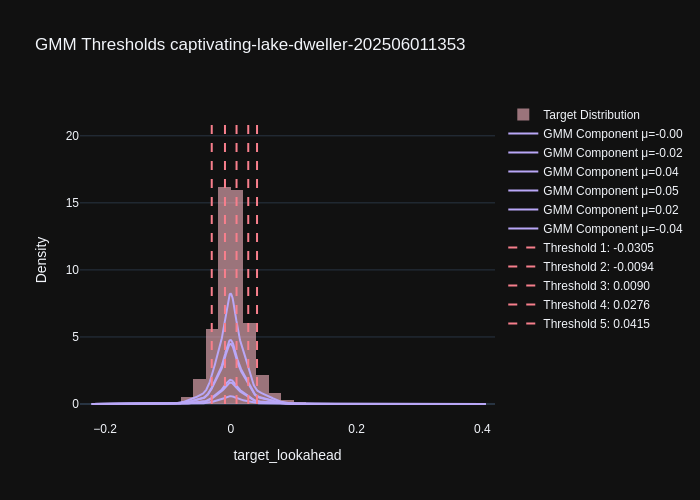 GMM Thresholds captivating-lake-dweller-202506011353
Target Distribution
GMM Component μ=-0.00
GMM Component μ=-0.02
GMM Component μ=0.04
GMM Component μ=0.05
GMM Component μ=0.02
GMM Component μ=-0.04
Threshold 1: -0.0305
Threshold 2: -0.0094
Threshold 3: 0.0090
Threshold 4: 0.0276
Threshold 5: 0.0415
Density
20
15
10
5
0
−0.2
0
0.2
0.4
target_lookahead